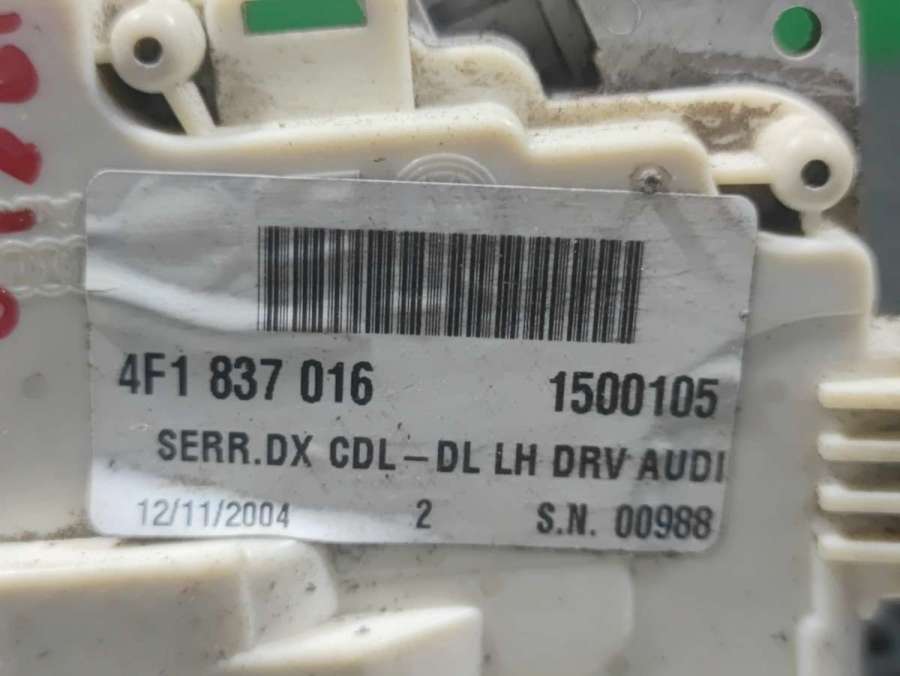 4F1 837 016 1500105
SERR.DX CDL-DL LH DRV AUDI
12/11/2004 2 S.N. 00988